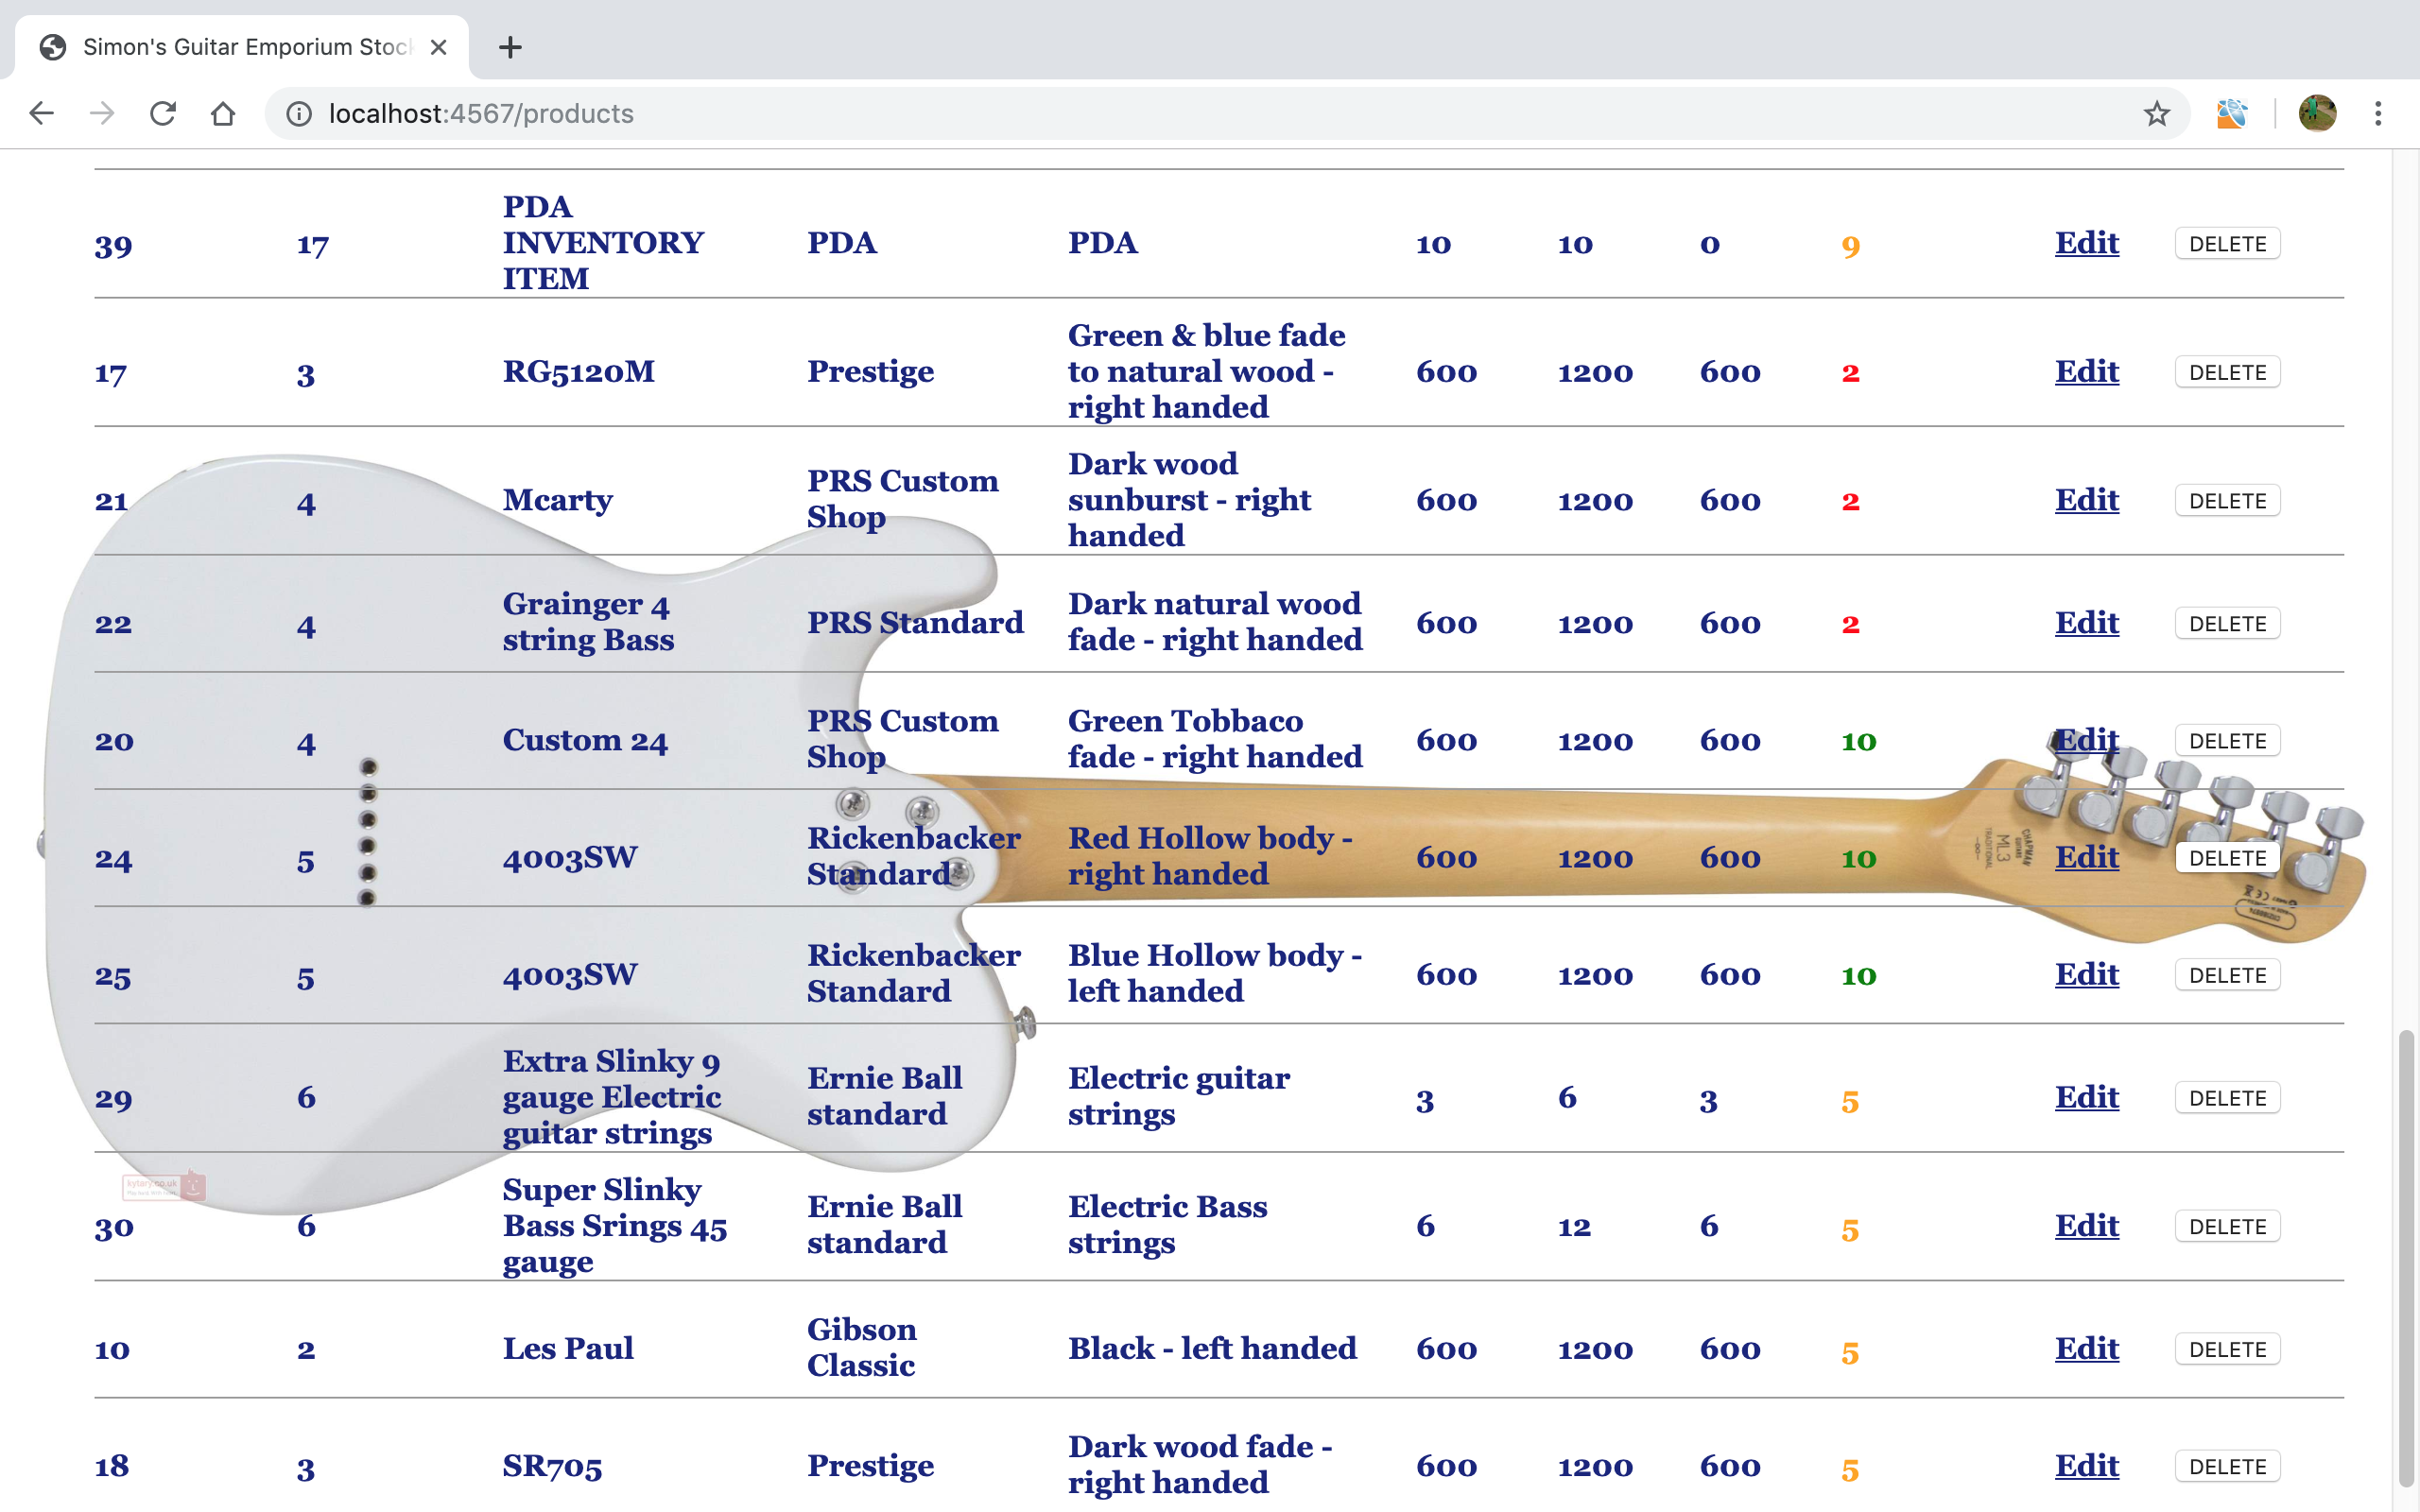 Simon's Guitar Emporium Stoc
localhost:4567/products
PDA
INVENTORY
ITEM
39 17 PDA PDA 10 10 0 9 Edit DELETE
Green & blue fade
17 3 RG5120M Prestige to natural wood - 600 1200 600 2 Edit DELETE
right handed
PRS Custom Dark wood
21 4 Mcarty Shop sunburst - right 600 1200 600 2 Edit DELETE
handed
Grainger 4 Dark natural wood
22 4 string Bass PRS Standard fade - right handed 600 1200 600 2 Edit DELETE
PRS Custom Green Tobbaco
20 4 Custom 24 Shop fade - right handed 600 1200 600 10 Edit DELETE
Rickenbacker Red Hollow body -
24 5 4003SW Standard right handed 600 1200 600 10 Edit DELETE
CHAPMAN
ML3
TRADITIONAL
Rickenbacker Blue Hollow body -
25 5 4003SW Standard left handed 600 1200 600 10 Edit DELETE
Extra Slinky 9 Ernie Ball Electric guitar
29 6 gauge Electric standard strings 3 6 3 5 Edit DELETE
guitar strings
kytary.co.uk
Super Slinky Ernie Ball Electric Bass
30 6 Bass Srings 45 standard strings 6 12 6 5 Edit DELETE
gauge
Gibson
10 2 Les Paul Classic Black - left handed 600 1200 600 5 Edit DELETE
Dark wood fade -
18 3 SR705 Prestige right handed 600 1200 600 5 Edit DELETE